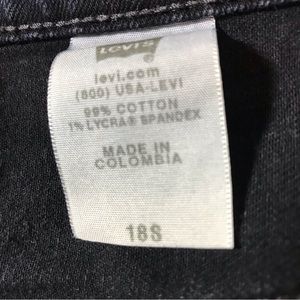 LEVI'S
®
levi.com
(800) USA-LEVI
99% COTTON
1% LYCRA® SPANDEX
MADE IN
COLOMBIA
18S